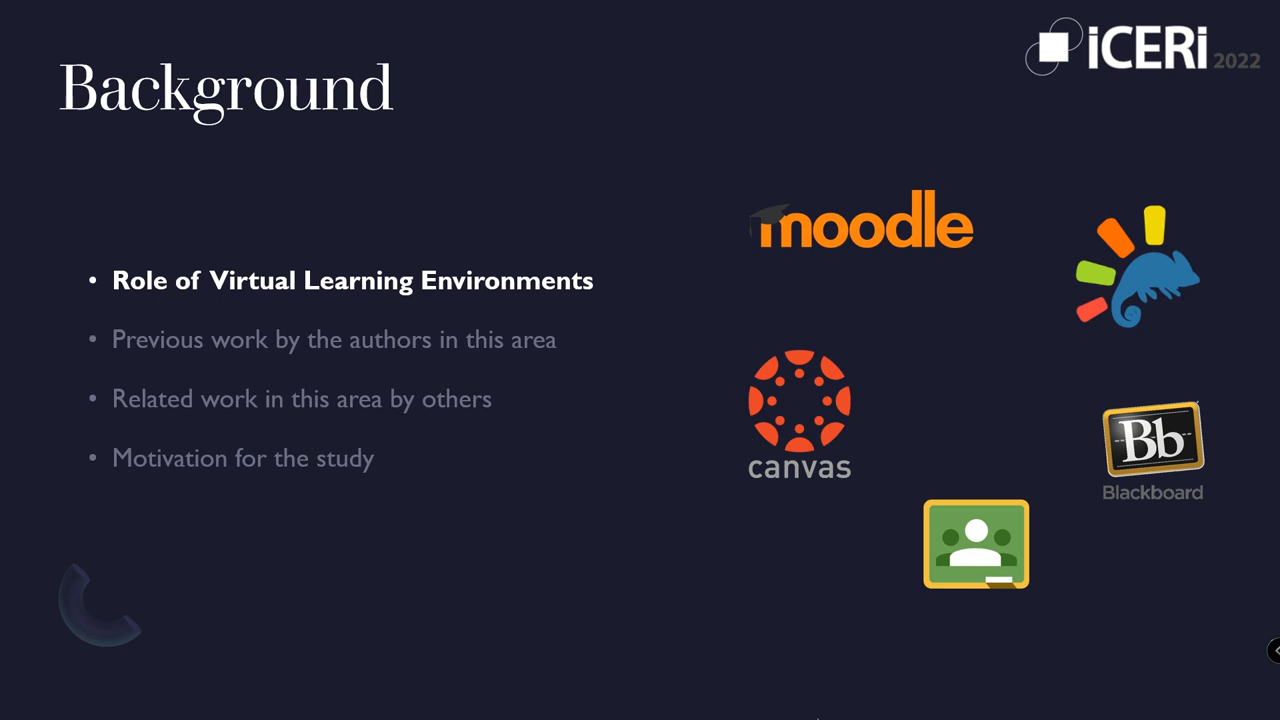 iCERi 2022
Background
• Role of Virtual Learning Environments
• Previous work by the authors in this area
• Related work in this area by others
• Motivation for the study
moodle
canvas
Bb
Blackboard